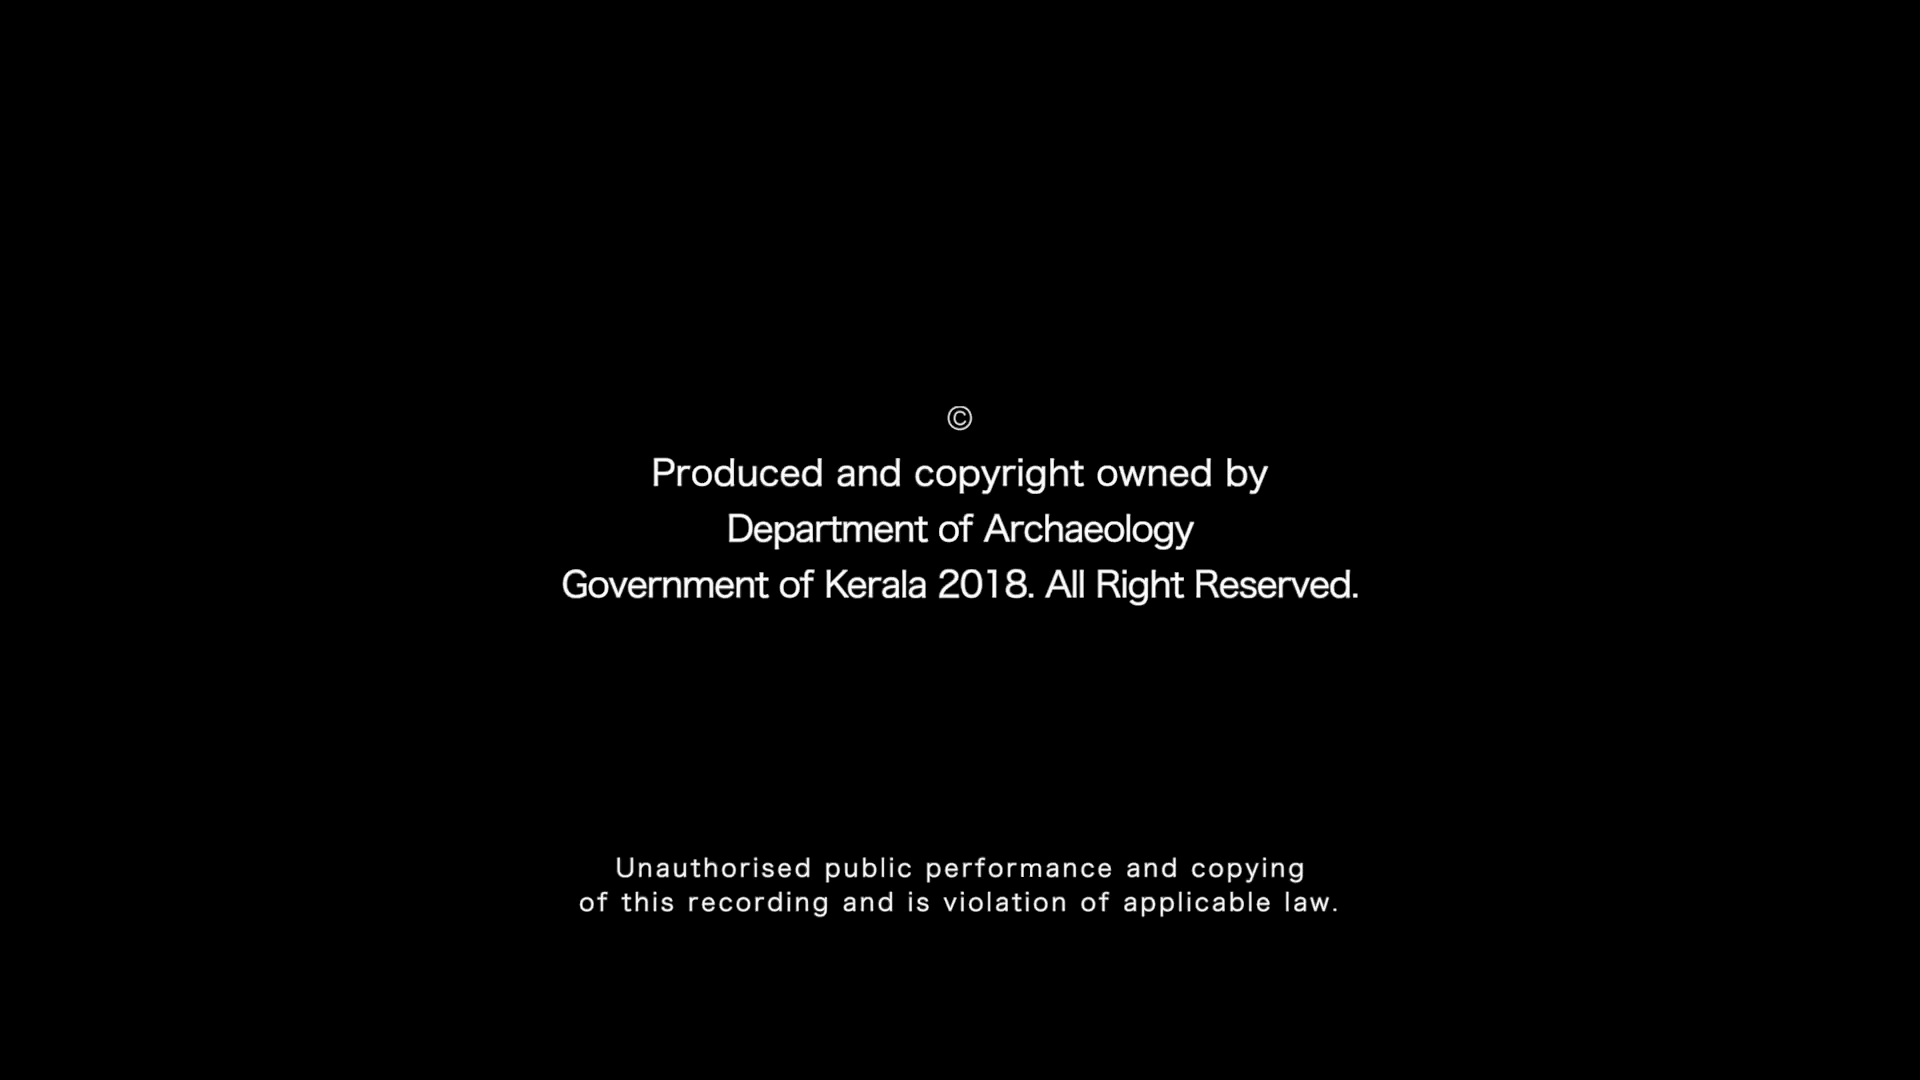 ©
Produced and copyright owned by
Department of Archaeology
Government of Kerala 2018. All Right Reserved.
Unauthorised public performance and copying
of this recording and is violation of applicable law.